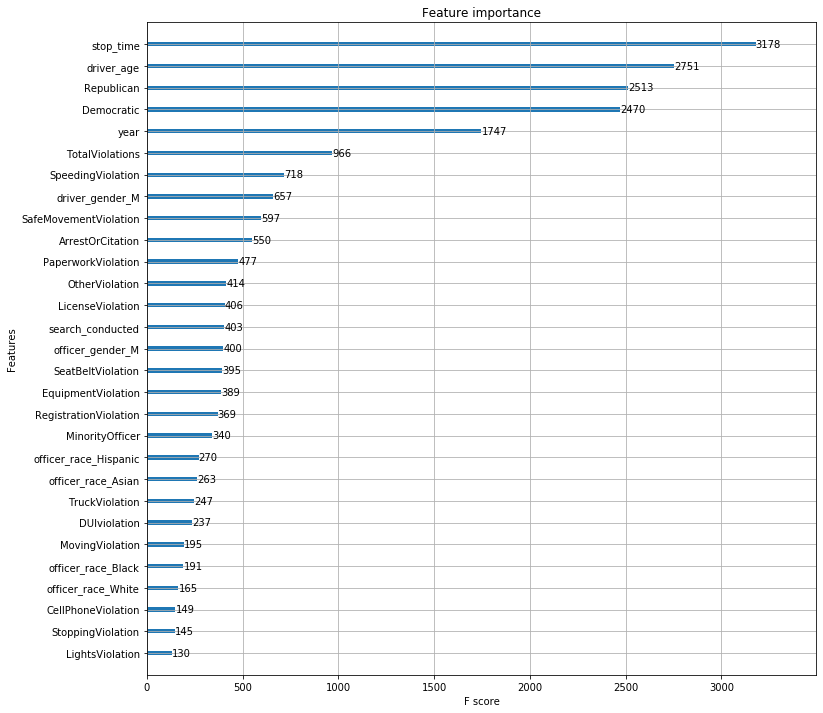 Feature importance
stop_time 3178
driver_age 2751
Republican 2513
Democratic 2470
year 1747
TotalViolations 966
SpeedingViolation 718
driver_gender_M 657
SafeMovementViolation 597
ArrestOrCitation 550
PaperworkViolation 477
OtherViolation 414
LicenseViolation 406
search_conducted 403
officer_gender_M 400
SeatBeltViolation 395
EquipmentViolation 389
RegistrationViolation 369
MinorityOfficer 340
officer_race_Hispanic 270
officer_race_Asian 263
TruckViolation 247
DUIviolation 237
MovingViolation 195
officer_race_Black 191
officer_race_White 165
CellPhoneViolation 149
StoppingViolation 145
LightsViolation 130
Features
0 500 1000 1500 2000 2500 3000
F score